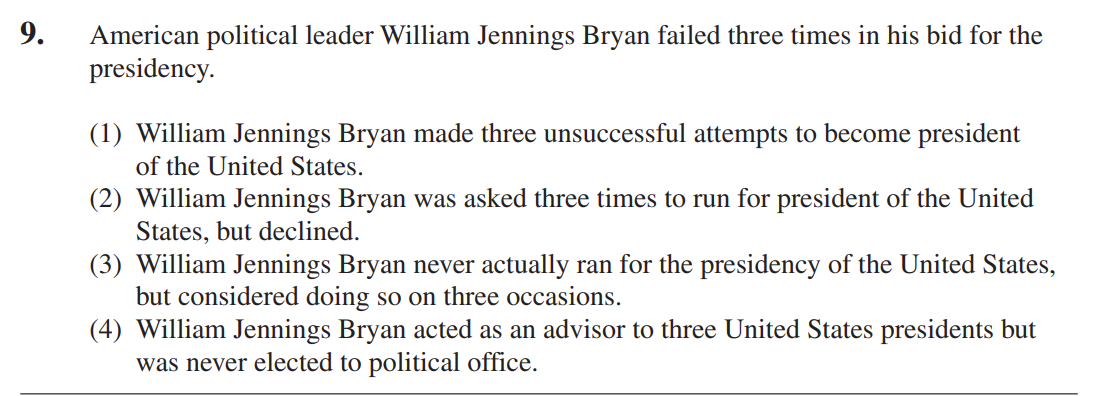 9. American political leader William Jennings Bryan failed three times in his bid for the
presidency.
(1) William Jennings Bryan made three unsuccessful attempts to become president
of the United States.
(2) William Jennings Bryan was asked three times to run for president of the United
States, but declined.
(3) William Jennings Bryan never actually ran for the presidency of the United States,
but considered doing so on three occasions.
(4) William Jennings Bryan acted as an advisor to three United States presidents but
was never elected to political office.